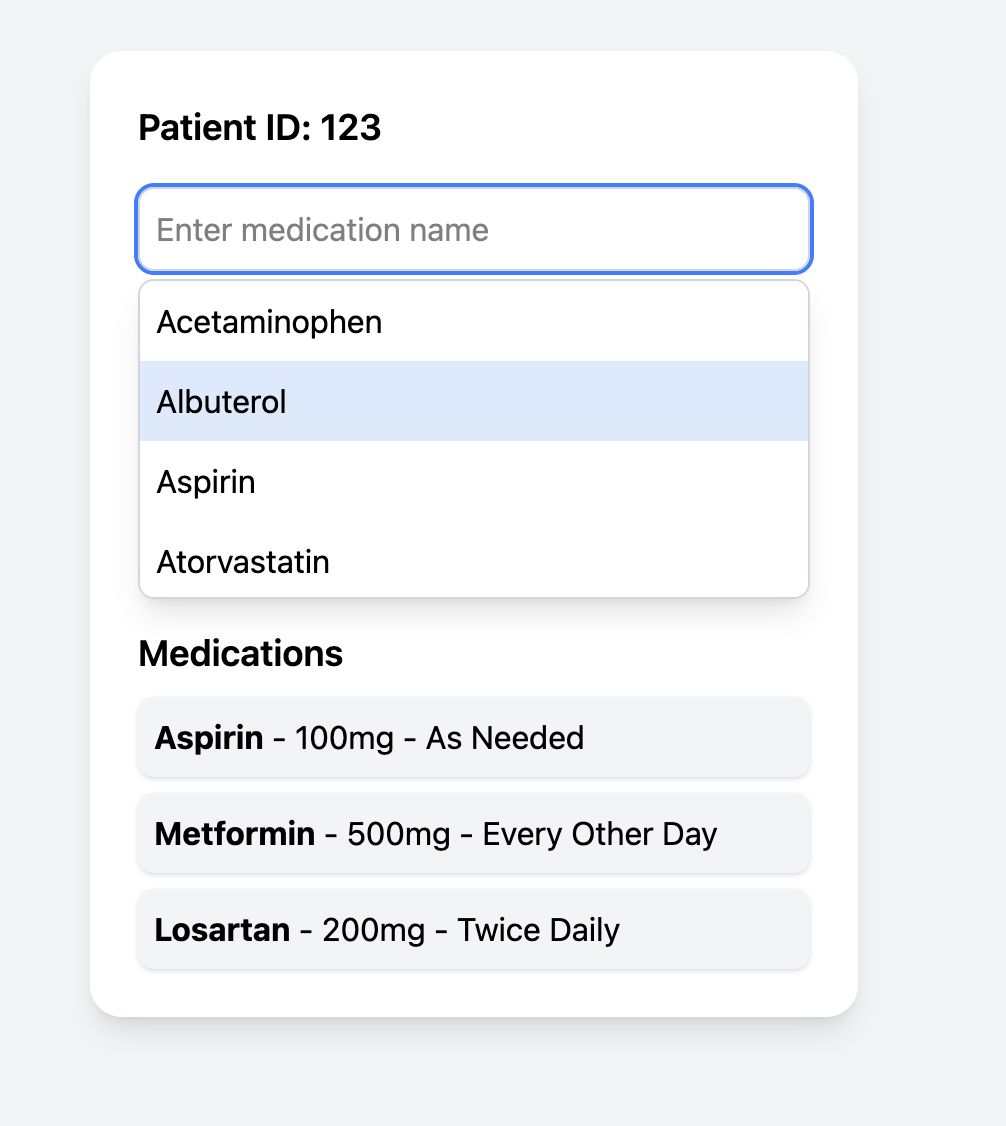 Patient ID: 123
Enter medication name
Acetaminophen
Albuterol
Aspirin
Atorvastatin
Medications
Aspirin - 100mg - As Needed
Metformin - 500mg - Every Other Day
Losartan - 200mg - Twice Daily